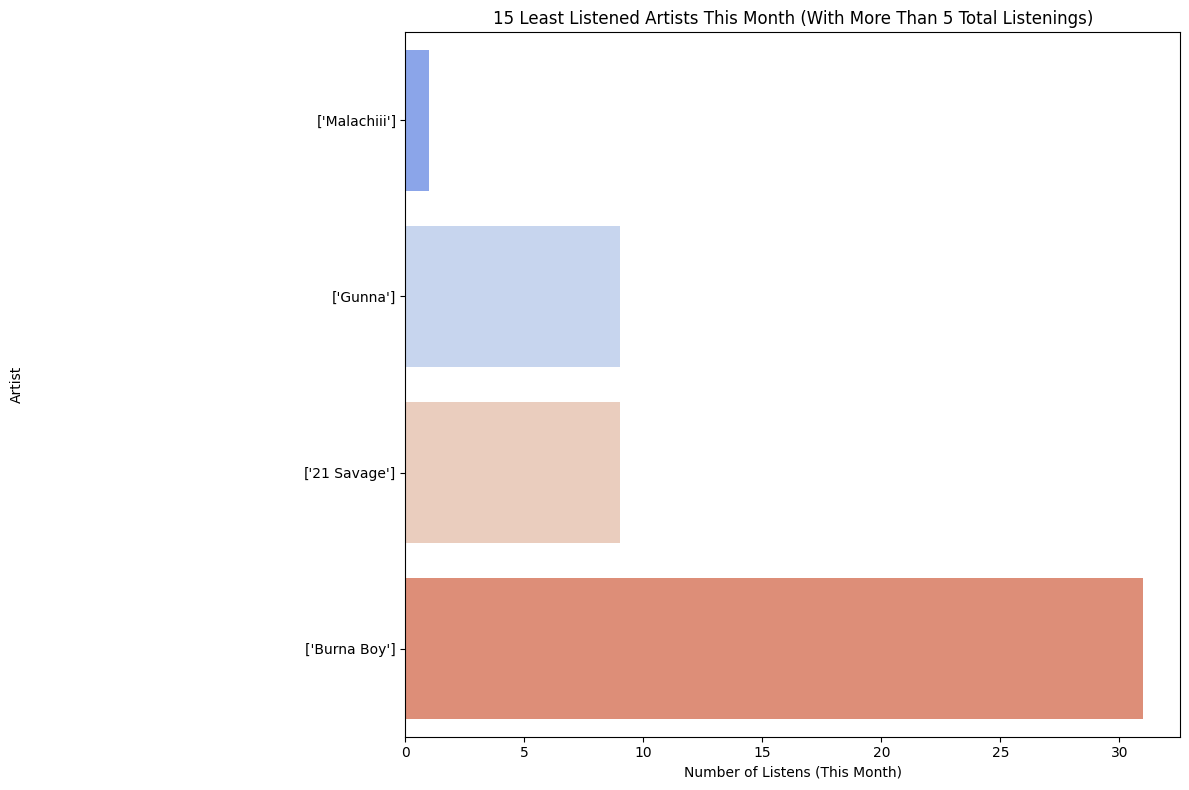 15 Least Listened Artists This Month (With More Than 5 Total Listenings)
['Malachiii']
['Gunna']
Artist
['21 Savage']
['Burna Boy']
0 5 10 15 20 25 30
Number of Listens (This Month)